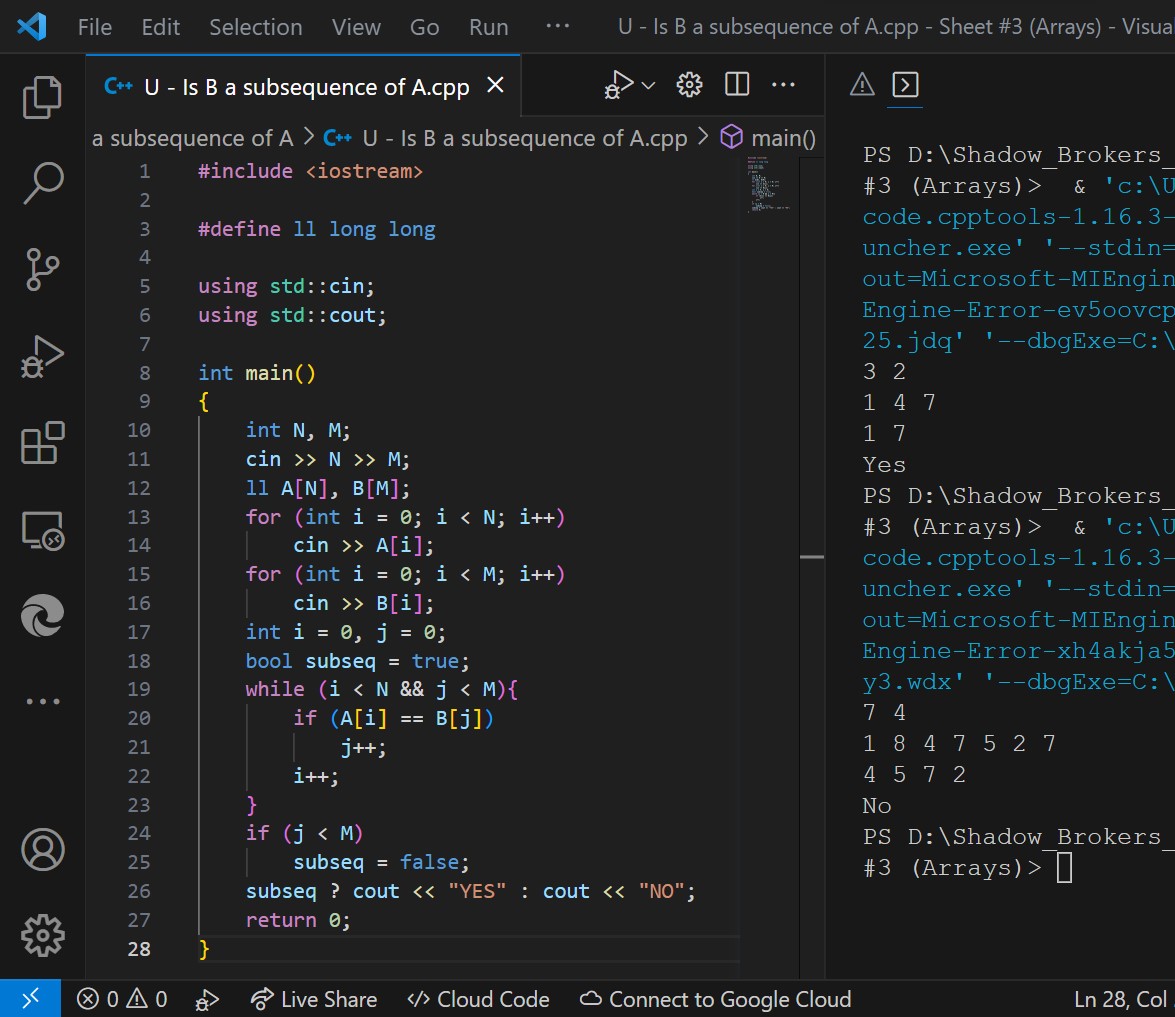 File Edit Selection View Go Run ··· U - Is B a subsequence of A.cpp - Sheet #3 (Arrays) - Visua
C++ U - Is B a subsequence of A.cpp ×
a subsequence of A > C++ U - Is B a subsequence of A.cpp > main()
1 #include <iostream>
2
3 #define ll long long
4
5 using std::cin;
6 using std::cout;
7
8 int main()
9 {
10 int N, M;
11 cin >> N >> M;
12 ll A[N], B[M];
13 for (int i = 0; i < N; i++)
14 cin >> A[i];
15 for (int i = 0; i < M; i++)
16 cin >> B[i];
17 int i = 0, j = 0;
18 bool subseq = true;
19 while (i < N && j < M){
20 if (A[i] == B[j])
21 j++;
22 i++;
23 }
24 if (j < M)
25 subseq = false;
26 subseq ? cout << "YES" : cout << "NO";
27 return 0;
28 }
PS D:\Shadow_Brokers_
#3 (Arrays)> & 'c:\U
code.cpptools-1.16.3-
uncher.exe' '--stdin=
out=Microsoft-MIEngin
Engine-Error-ev5oovcp
25.jdq' '--dbgExe=C:\
3 2
1 4 7
1 7
Yes
PS D:\Shadow_Brokers_
#3 (Arrays)> & 'c:\U
code.cpptools-1.16.3-
uncher.exe' '--stdin=
out=Microsoft-MIEngin
Engine-Error-xh4akja5
y3.wdx' '--dbgExe=C:\
7 4
1 8 4 7 5 2 7
4 5 7 2
No
PS D:\Shadow_Brokers_
#3 (Arrays)>
0 0 Live Share Cloud Code Connect to Google Cloud Ln 28, Col